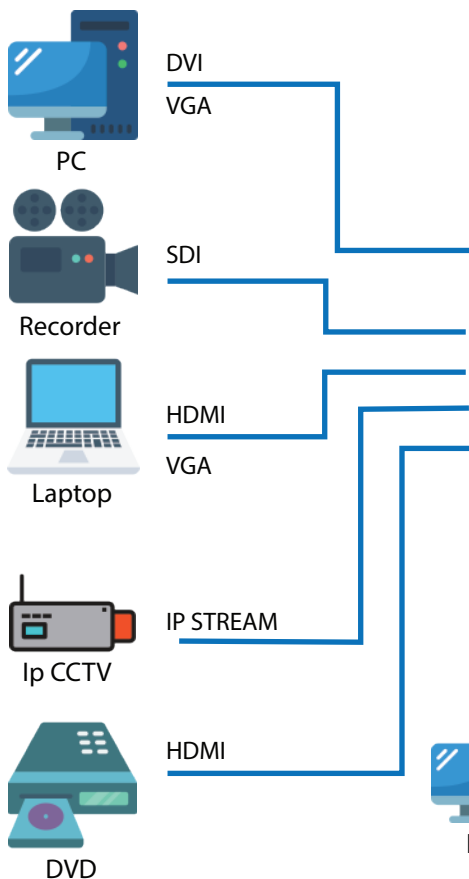 DVI
VGA
PC
SDI
Recorder
HDMI
VGA
Laptop
IP STREAM
Ip CCTV
HDMI
DVD